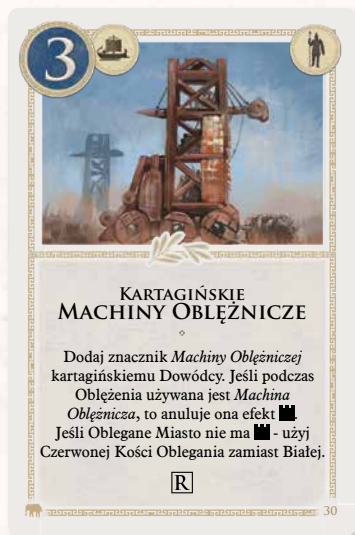 3
KARTAGIŃSKIE
MACHINY OBLĘŻNICZE
Dodaj znacznik Machiny Oblężniczej
kartagińskiemu Dowódcy. Jeśli podczas
Oblężenia używana jest Machina
Oblężnicza, to anuluje ona efekt .
Jeśli Oblegane Miasto nie ma - użyj
Czerwonej Kości Oblegania zamiast Białej.
R
30